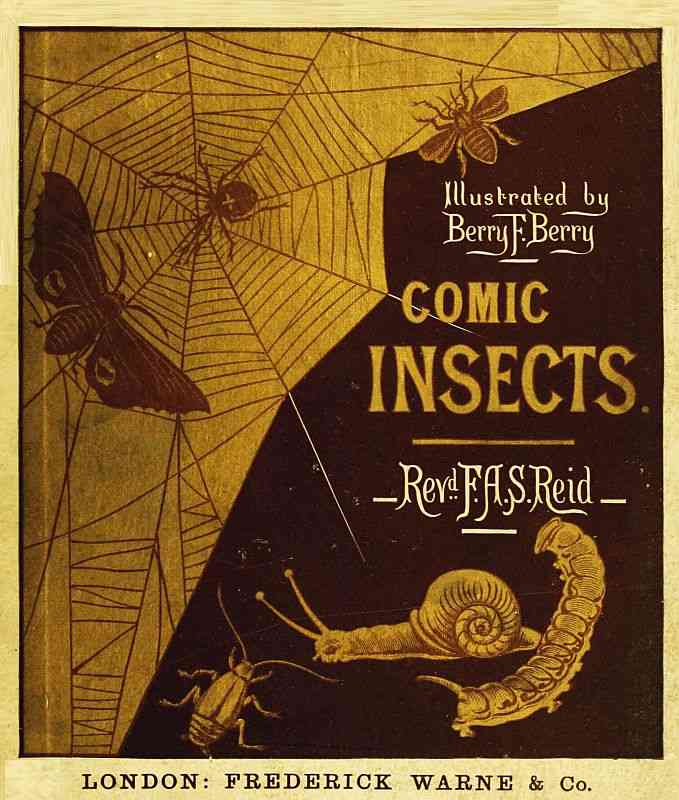 Illustrated by
Berry F. Berry
COMIC
INSECTS.
Revd. F.A.S. Reid
LONDON: FREDERICK WARNE & Co.